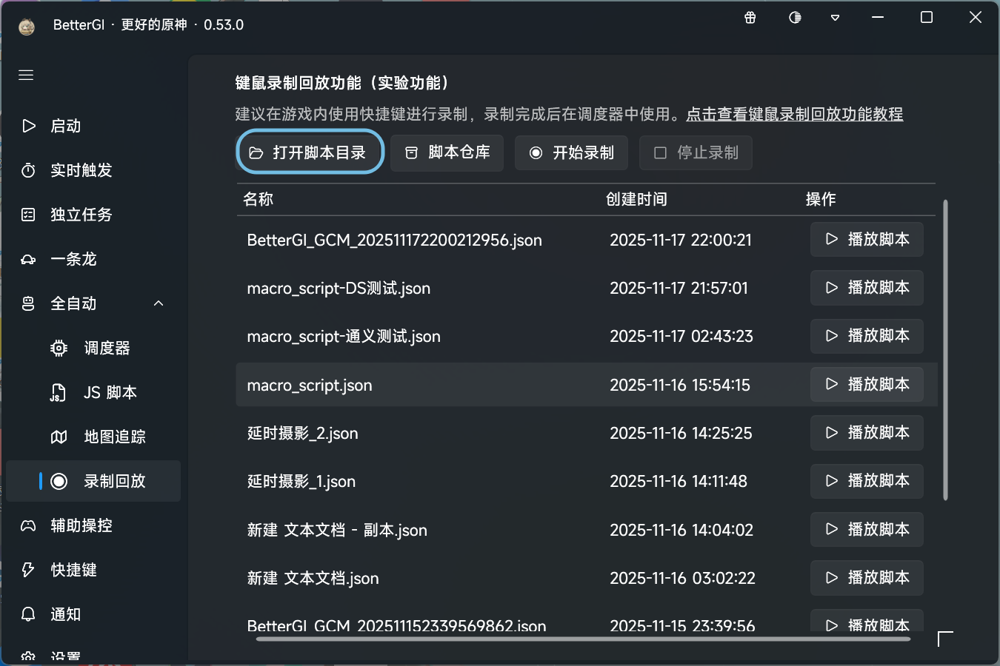 BetterGI · 更好的原神 · 0.53.0
启动
实时触发
独立任务
一条龙
全自动
调度器
JS 脚本
地图追踪
录制回放
辅助操控
快捷键
通知
设置
键鼠录制回放功能（实验功能）
建议在游戏内使用快捷键进行录制，录制完成后在调度器中使用。点击查看键鼠录制回放功能教程
打开脚本目录 脚本仓库 开始录制 停止录制
名称 创建时间 操作
BetterGI_GCM_202511172200212956.json 2025-11-17 22:00:21 播放脚本
macro_script-DS测试.json 2025-11-17 21:57:01 播放脚本
macro_script-通义测试.json 2025-11-17 02:43:23 播放脚本
macro_script.json 2025-11-16 15:54:15 播放脚本
延时摄影_2.json 2025-11-16 14:25:25 播放脚本
延时摄影_1.json 2025-11-16 14:11:48 播放脚本
新建 文本文档 - 副本.json 2025-11-16 14:04:02 播放脚本
新建 文本文档.json 2025-11-16 03:02:22 播放脚本
BetterGI_GCM_202511152339569862.json 2025-11-15 23:39:56 播放脚本